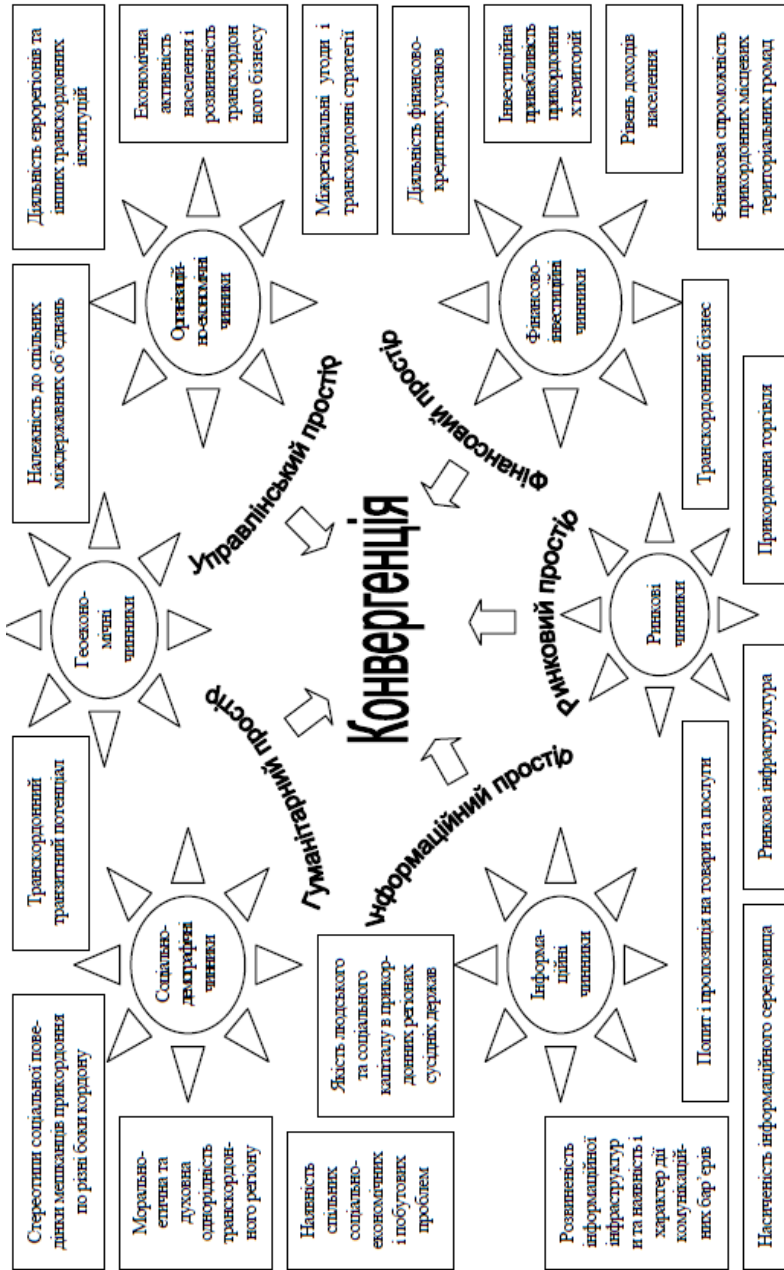 Стереотипи соціальної пове-
дінки мешканців прикордоння
по різні боки кордону
Транскордонний
транзитний потенціал
Належність до спільних
міждержавних об’єднань
Діяльність єврорегіонів та
інших транскордонних
інституцій
Геоеконо-
мічні
чинники
Морально-
етична та
духовна
однорідність
транскордон-
ного регіону
Соціально-
демографічні
чинники
Організацій-
но-економічні
чинники
Економічна
активність
населення і
розвиненість
транскордон
ного бізнесу
Гуманітарний простір
Управлінський простір
Наявність
спільних
соціально-
економічних
і побутових
проблем
Якість людського
та соціального
капіталу в прикор-
донних регіонах
сусідніх держав
Конвергенція
Міжрегіональні угоди і
транскордонні стратегії
Діяльність фінансово-
кредитних установ
Інформаційний простір
Ринковий простір
Фінансовий простір
Розвиненість
інформаційної
інфраструктур
и та наявність і
характер дії
комунікацій-
них бар’єрів
Інформа-
ційні
чинники
Фінансово-
інвестиційні
чинники
Інвестиційна
привабливість
прикордонни
х територій
Рівень доходів
населення
Ринкові
чинники
Попит і пропозиція на товари та послуги
Транскордонний бізнес
Фінансова спроможність
прикордонних місцевих
територіальних громад
Насиченість інформаційного середовища
Ринкова інфраструктура
Прикордонна торгівля